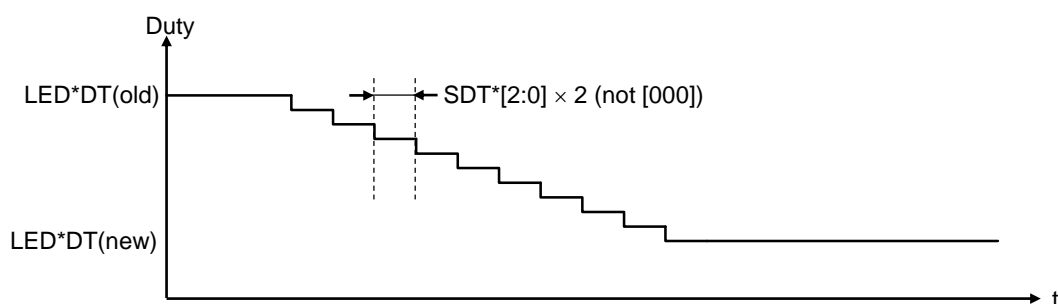 Duty
LED*DT(old)
SDT*[2:0] × 2 (not [000])
LED*DT(new)
t